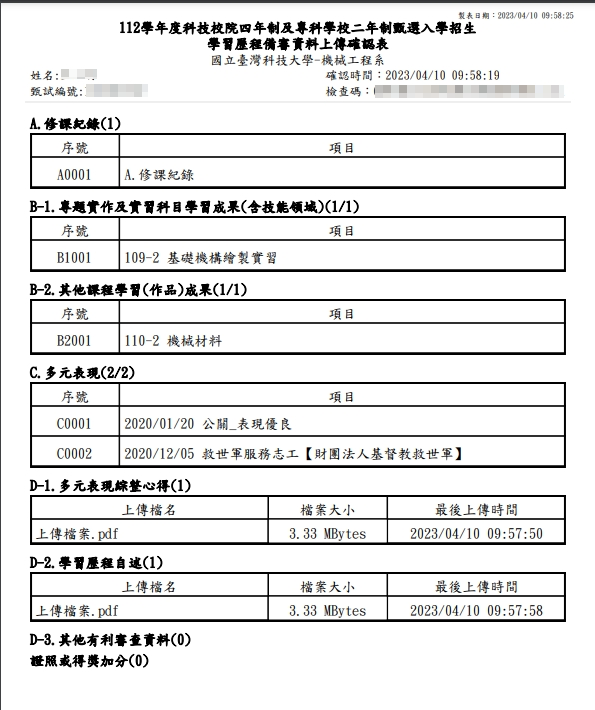 製表日期：2023/04/10 09:58:25
112學年度科技校院四年制及專科學校二年制甄選入學招生
學習歷程備審資料上傳確認表
國立臺灣科技大學-機械工程系
姓名:
確認時間：2023/04/10 09:58:19
甄試編號:
檢查碼：
A.修課紀錄(1)
序號 項目
A0001 A.修課紀錄
B-1.專題實作及實習科目學習成果(含技能領域)(1/1)
序號 項目
B1001 109-2 基礎機構繪製實習
B-2.其他課程學習(作品)成果(1/1)
序號 項目
B2001 110-2 機械材料
C.多元表現(2/2)
序號 項目
C0001 2020/01/20 公關_表現優良
C0002 2020/12/05 救世軍服務志工【財團法人基督教救世軍】
D-1.多元表現綜整心得(1)
上傳檔名 檔案大小 最後上傳時間
上傳檔案.pdf 3.33 MBytes 2023/04/10 09:57:50
D-2.學習歷程自述(1)
上傳檔名 檔案大小 最後上傳時間
上傳檔案.pdf 3.33 MBytes 2023/04/10 09:57:58
D-3.其他有利審查資料(0)
證照或得獎加分(0)